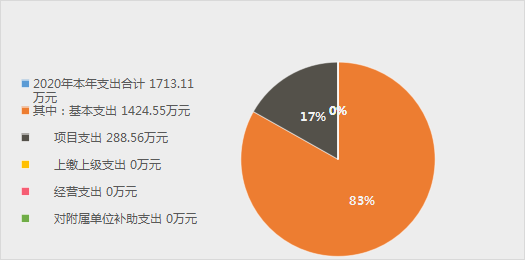 2020年本年支出合计 1713.11
万元
其中：基本支出 1424.55万元
项目支出 288.56万元
上缴上级支出 0万元
经营支出 0万元
对附属单位补助支出 0万元
17%
0%
83%